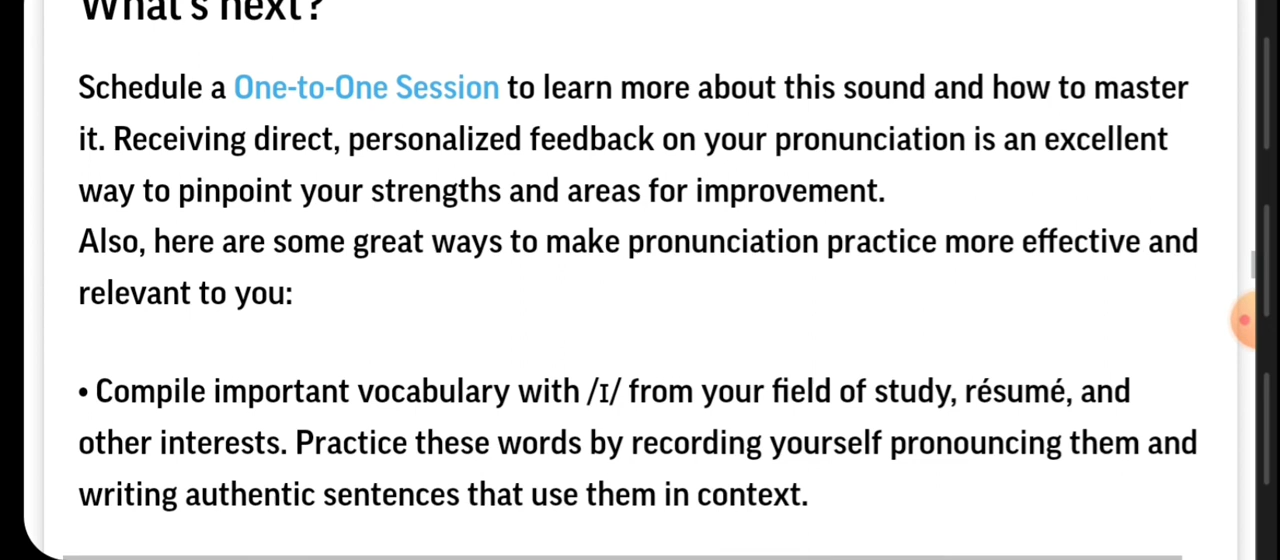 What's next?
Schedule a One-to-One Session to learn more about this sound and how to master
it. Receiving direct, personalized feedback on your pronunciation is an excellent
way to pinpoint your strengths and areas for improvement.
Also, here are some great ways to make pronunciation practice more effective and
relevant to you:
• Compile important vocabulary with /ɪ/ from your field of study, résumé, and
other interests. Practice these words by recording yourself pronouncing them and
writing authentic sentences that use them in context.